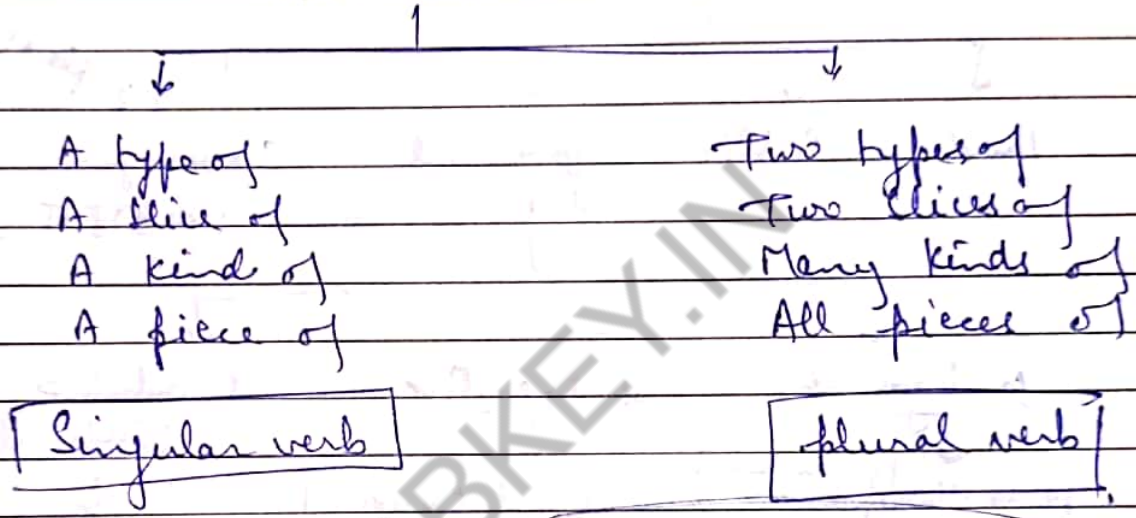 A type of
Two types of
A slice of
Two slices of
A kind of
Many kinds of
A piece of
All pieces of
Singular verb
plural verb
BKEY.IN